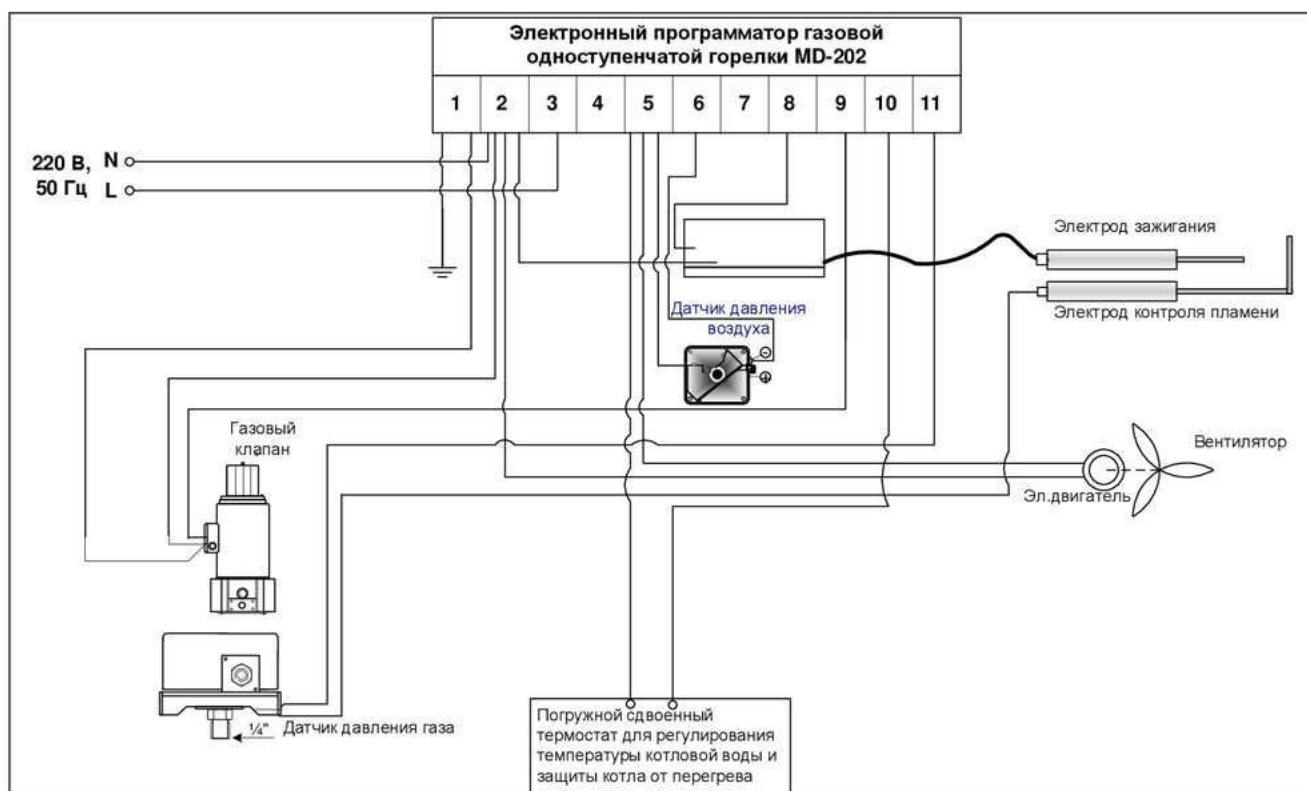 Электронный программатор газовой
одноступенчатой горелки MD-202
1 2 3 4 5 6 7 8 9 10 11
220 В, N
50 Гц L
Электрод зажигания
Электрод контроля пламени
Датчик давления
воздуха
Газовый
клапан
Вентилятор
Эл.двигатель
Датчик давления газа
¼"
Погружной сдвоенный
термостат для регулирования
температуры котловой воды и
защиты котла от перегрева